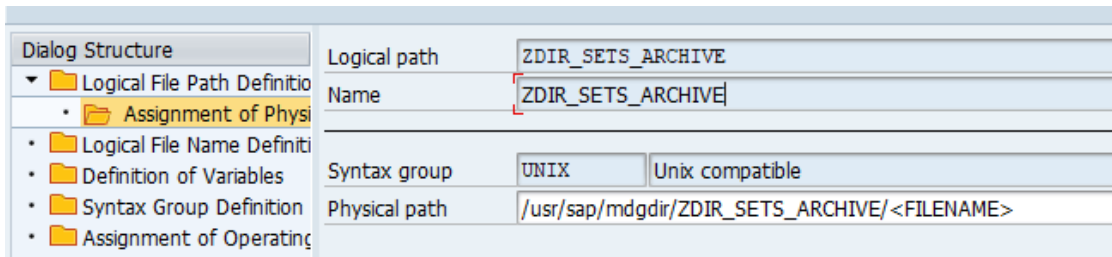 Dialog Structure
Logical File Path Definitio
Assignment of Physi
Logical File Name Definiti
Definition of Variables
Syntax Group Definition
Assignment of Operating
Logical path ZDIR_SETS_ARCHIVE
Name ZDIR_SETS_ARCHIVE
Syntax group UNIX Unix compatible
Physical path /usr/sap/mdgdir/ZDIR_SETS_ARCHIVE/<FILENAME>